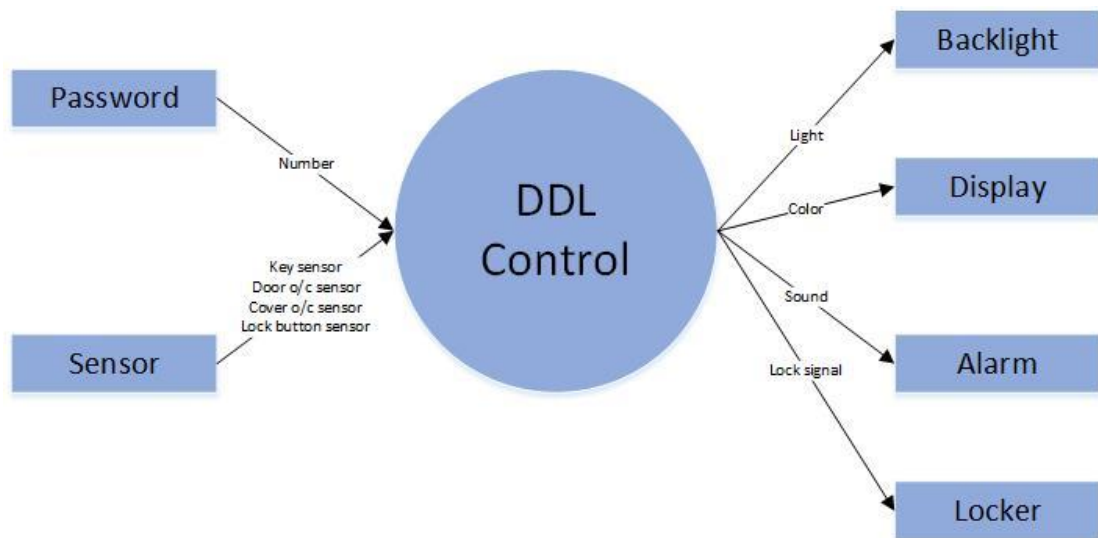 Password
Number
Key sensor
Door o/c sensor
Cover o/c sensor
Lock button sensor
Sensor
DDL
Control
Light
Color
Sound
Lock signal
Backlight
Display
Alarm
Locker